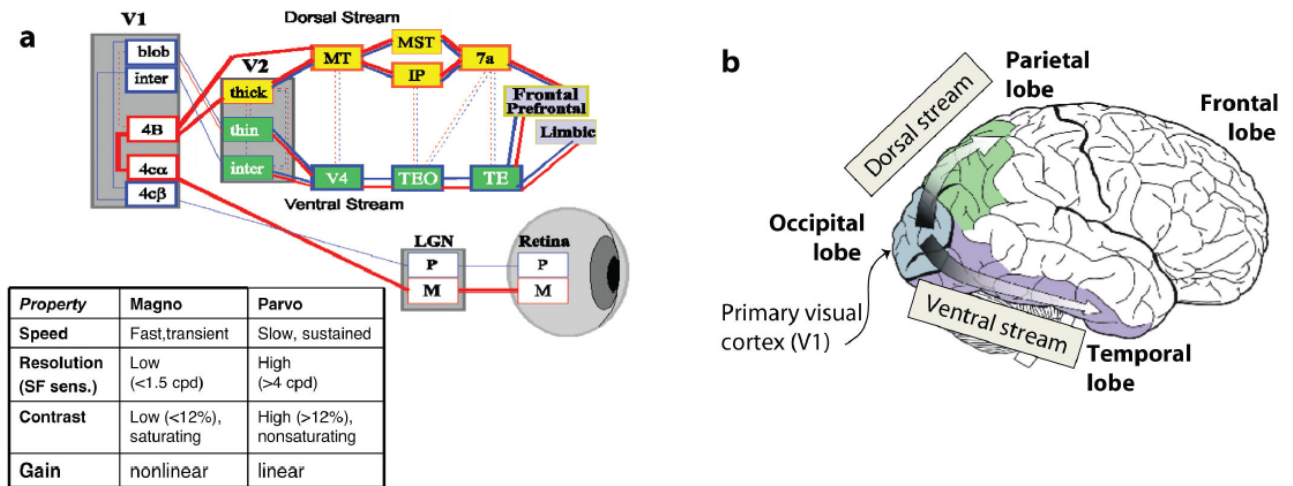 a
V1
blob
inter
4B
4cα
4cβ
V2
thick
thin
inter
Dorsal Stream
MT
MST
IP
7a
Frontal
Prefrontal
Limbic
V4
TEO
TE
Ventral Stream
LGN
P
M
Retina
P
M
Property Magno Parvo
Speed Fast,transient Slow, sustained
Resolution Low High
(SF sens.) (<1.5 cpd) (>4 cpd)
Contrast Low (<12%), High (>12%),
saturating nonsaturating
Gain nonlinear linear
b
Dorsal stream
Parietal
lobe
Frontal
lobe
Occipital
lobe
Primary visual
cortex (V1)
Ventral stream
Temporal
lobe